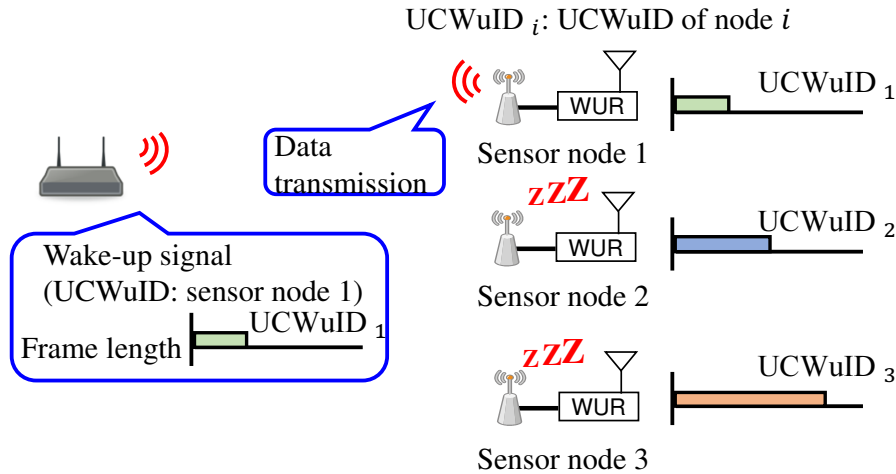 UCWuID i: UCWuID of node i
WUR
UCWuID 1
Sensor node 1
Data
transmission
zzZ
WUR
UCWuID 2
Sensor node 2
Wake-up signal
(UCWuID: sensor node 1)
UCWuID 1
Frame length
zzZ
WUR
UCWuID 3
Sensor node 3